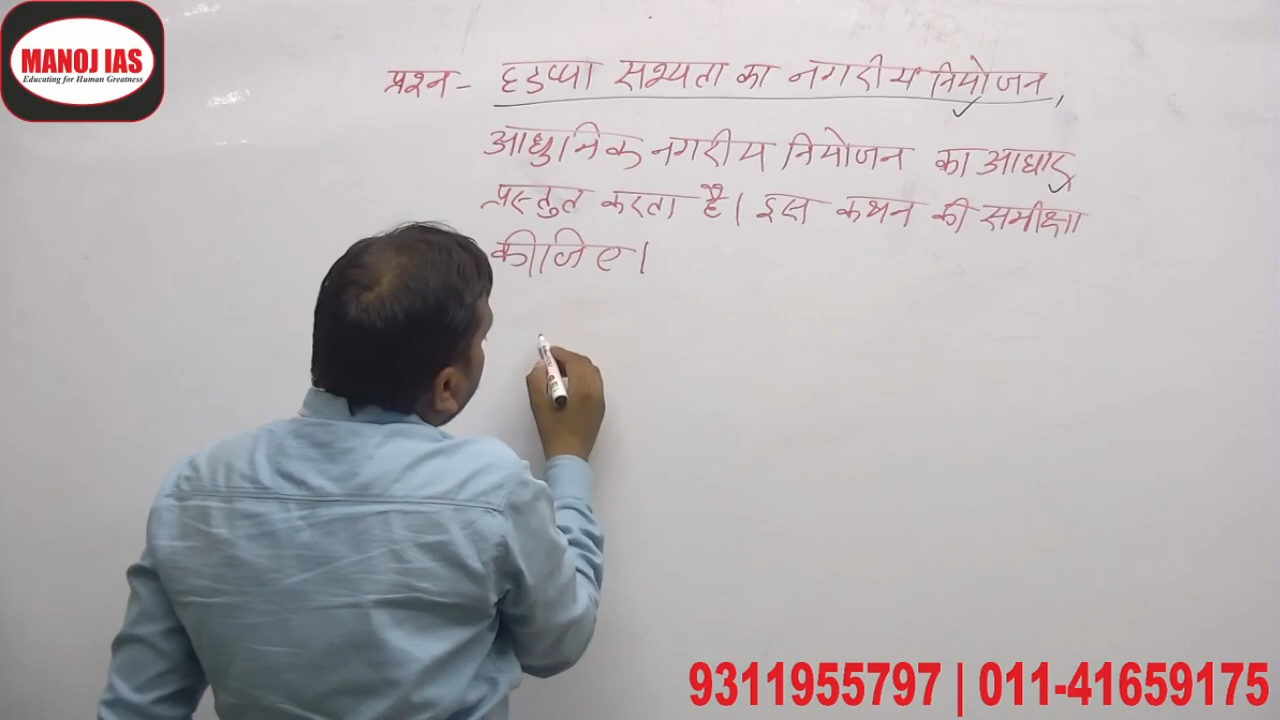 MANOJ IAS
Educating for Human Greatness
प्रश्न - हडप्पा सभ्यता का नगरीय नियोजन,
आधुनिक नगरीय नियोजन का आधार
प्रस्तुत करता है। इस कथन की समीक्षा
कीजिए।
9311955797 | 011-41659175